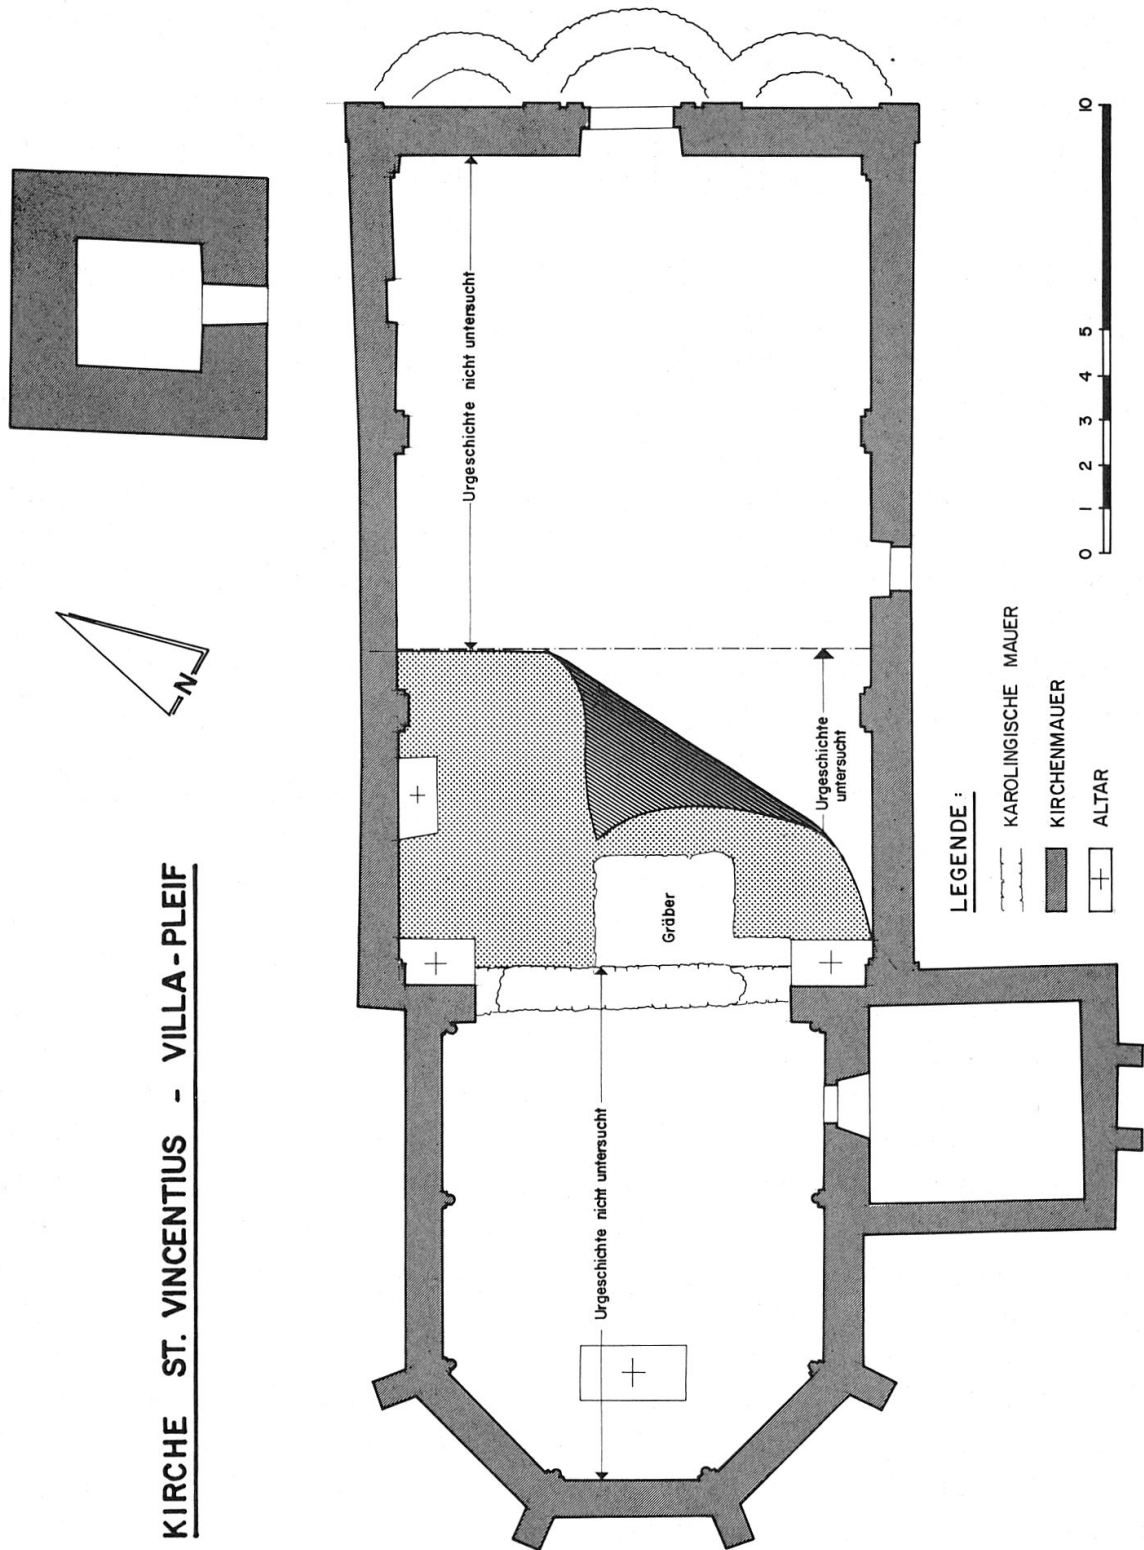 KIRCHE ST. VINCENTIUS - VILLA-PLEIF
N
Urgeschichte nicht untersucht
Urgeschichte nicht untersucht
Gräber
Urgeschichte
untersucht
LEGENDE:
KAROLINGISCHE MAUER
KIRCHENMAUER
ALTAR
0 1 2 3 4 5 10